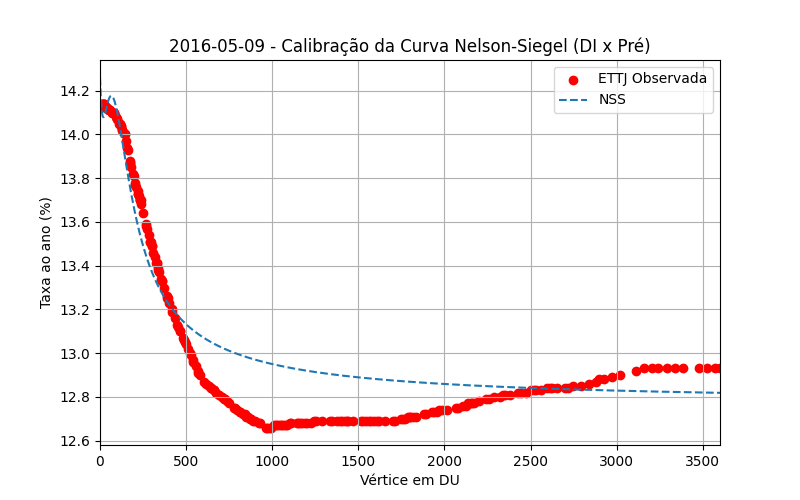 2016-05-09 - Calibração da Curva Nelson-Siegel (DI x Pré)
ETTJ Observada
NSS
Taxa ao ano (%)
14.2
14.0
13.8
13.6
13.4
13.2
13.0
12.8
12.6
0 500 1000 1500 2000 2500 3000 3500
Vértice em DU